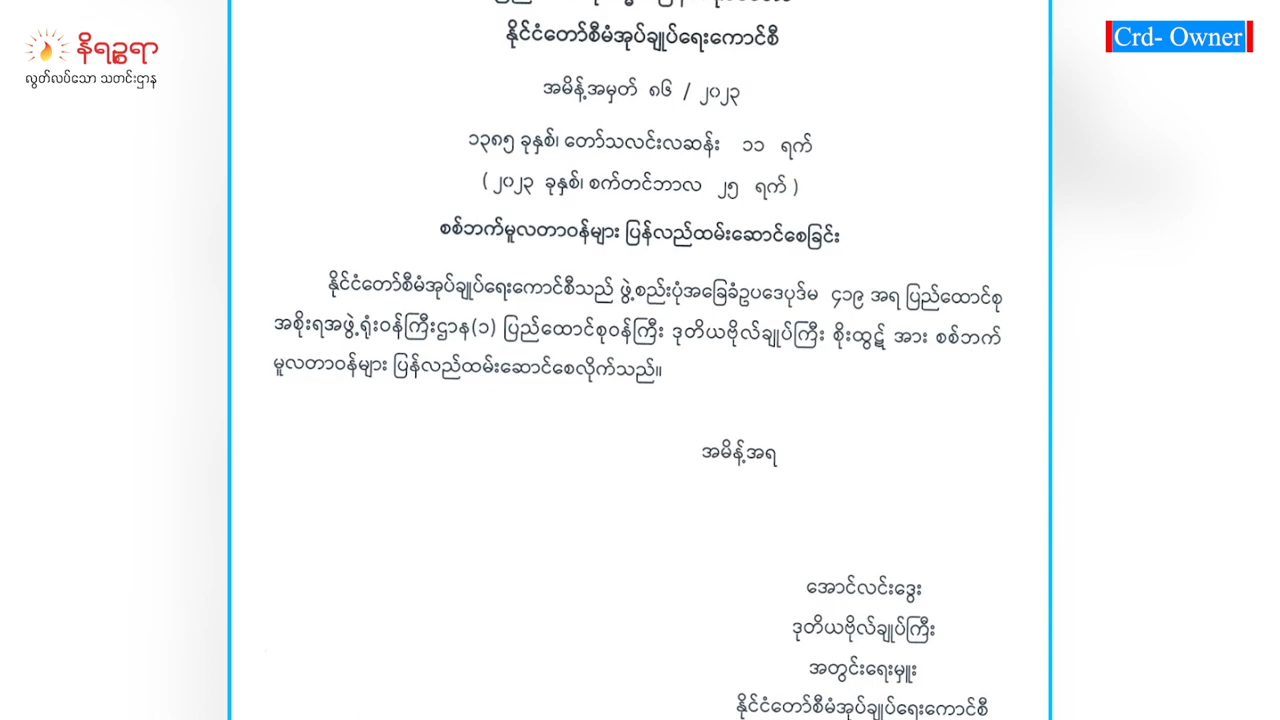 နိရဥ္စရာ
လွတ်လပ်သော သတင်းဌာန
Crd- Owner
နိုင်ငံတော်စီမံအုပ်ချုပ်ရေးကောင်စီ
အမိန့်အမှတ် ၈၆ / ၂၀၂၃
၁၃၈၅ ခုနှစ်၊ တော်သလင်းလဆန်း ၁၁ ရက်
( ၂၀၂၃ ခုနှစ်၊ စက်တင်ဘာလ ၂၅ ရက် )
စစ်ဘက်မူလတာဝန်များ ပြန်လည်ထမ်းဆောင်စေခြင်း
နိုင်ငံတော်စီမံအုပ်ချုပ်ရေးကောင်စီသည် ဖွဲ့စည်းပုံအခြေခံဥပဒေပုဒ်မ ၄၁၉ အရ ပြည်ထောင်စု
အစိုးရအဖွဲ့ရုံးဝန်ကြီးဌာန(၁) ပြည်ထောင်စုဝန်ကြီး ဒုတိယဗိုလ်ချုပ်ကြီး စိုးထွဋ် အား စစ်ဘက်
မူလတာဝန်များ ပြန်လည်ထမ်းဆောင်စေလိုက်သည်။
အမိန့်အရ
အောင်လင်းဒွေး
ဒုတိယဗိုလ်ချုပ်ကြီး
အတွင်းရေးမှူး
နိုင်ငံတော်စီမံအုပ်ချုပ်ရေးကောင်စီ